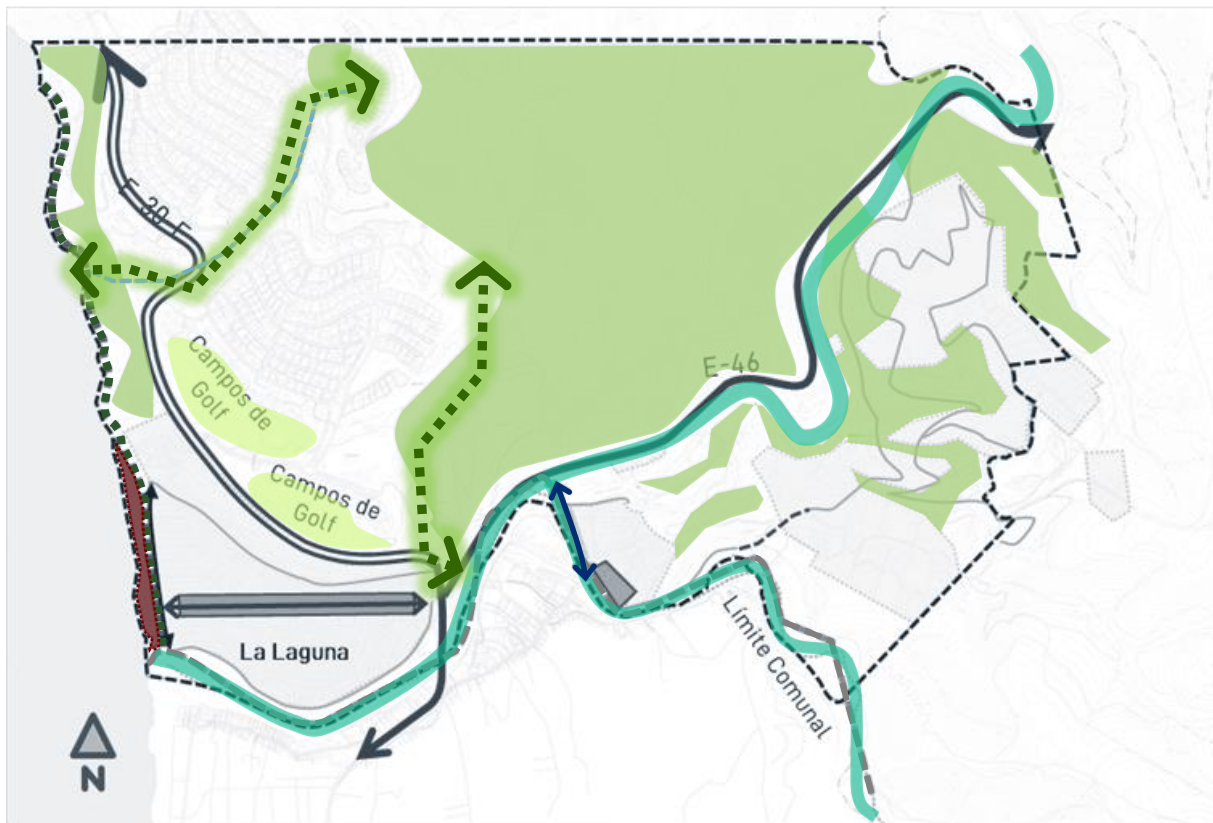 E-30-F
Campos de
Golf
E-46
Campos de
Golf
La Laguna
Límite Comunal
N